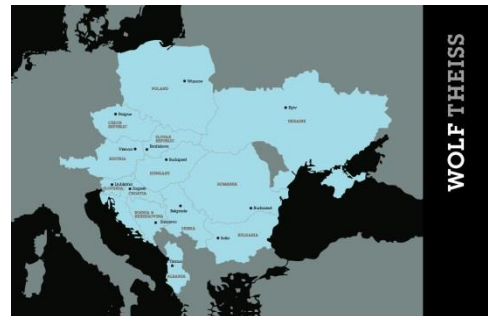 Warsaw
POLAND
Kyiv
UKRAINE
Prague
CZECH
REPUBLIC
SLOVAK
REPUBLIC
Vienna
Bratislava
AUSTRIA
Budapest
HUNGARY
Ljubljana
SLOVENIA
Zagreb
CROATIA
ROMANIA
BOSNIA &
HERZEGOVINA
Belgrade
Bucharest
Sarajevo
SERBIA
Sofia
BULGARIA
Tirana
ALBANIA
WOLF THEISS